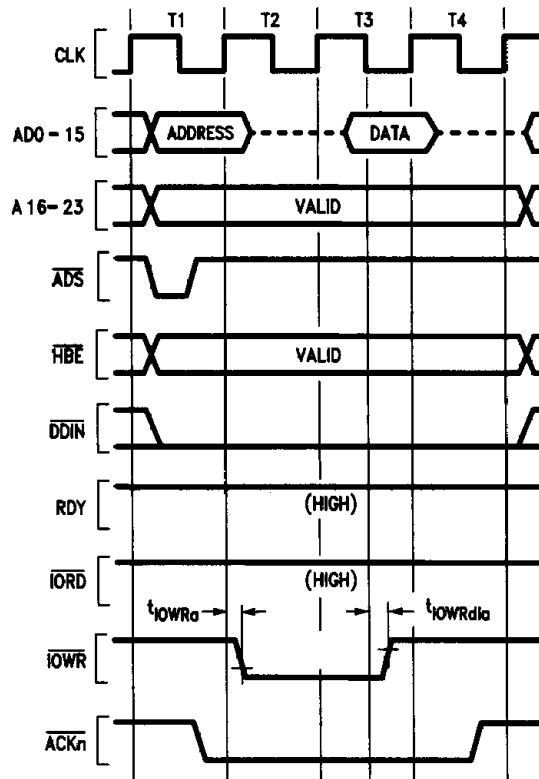 T1 T2 T3 T4
CLK
AD0-15 ADDRESS DATA
A16-23 VALID
ADS
HBE VALID
DDIN
RDY (HIGH)
IORD (HIGH)
tIOWRa tIOWRdia
IOWR
ACKn